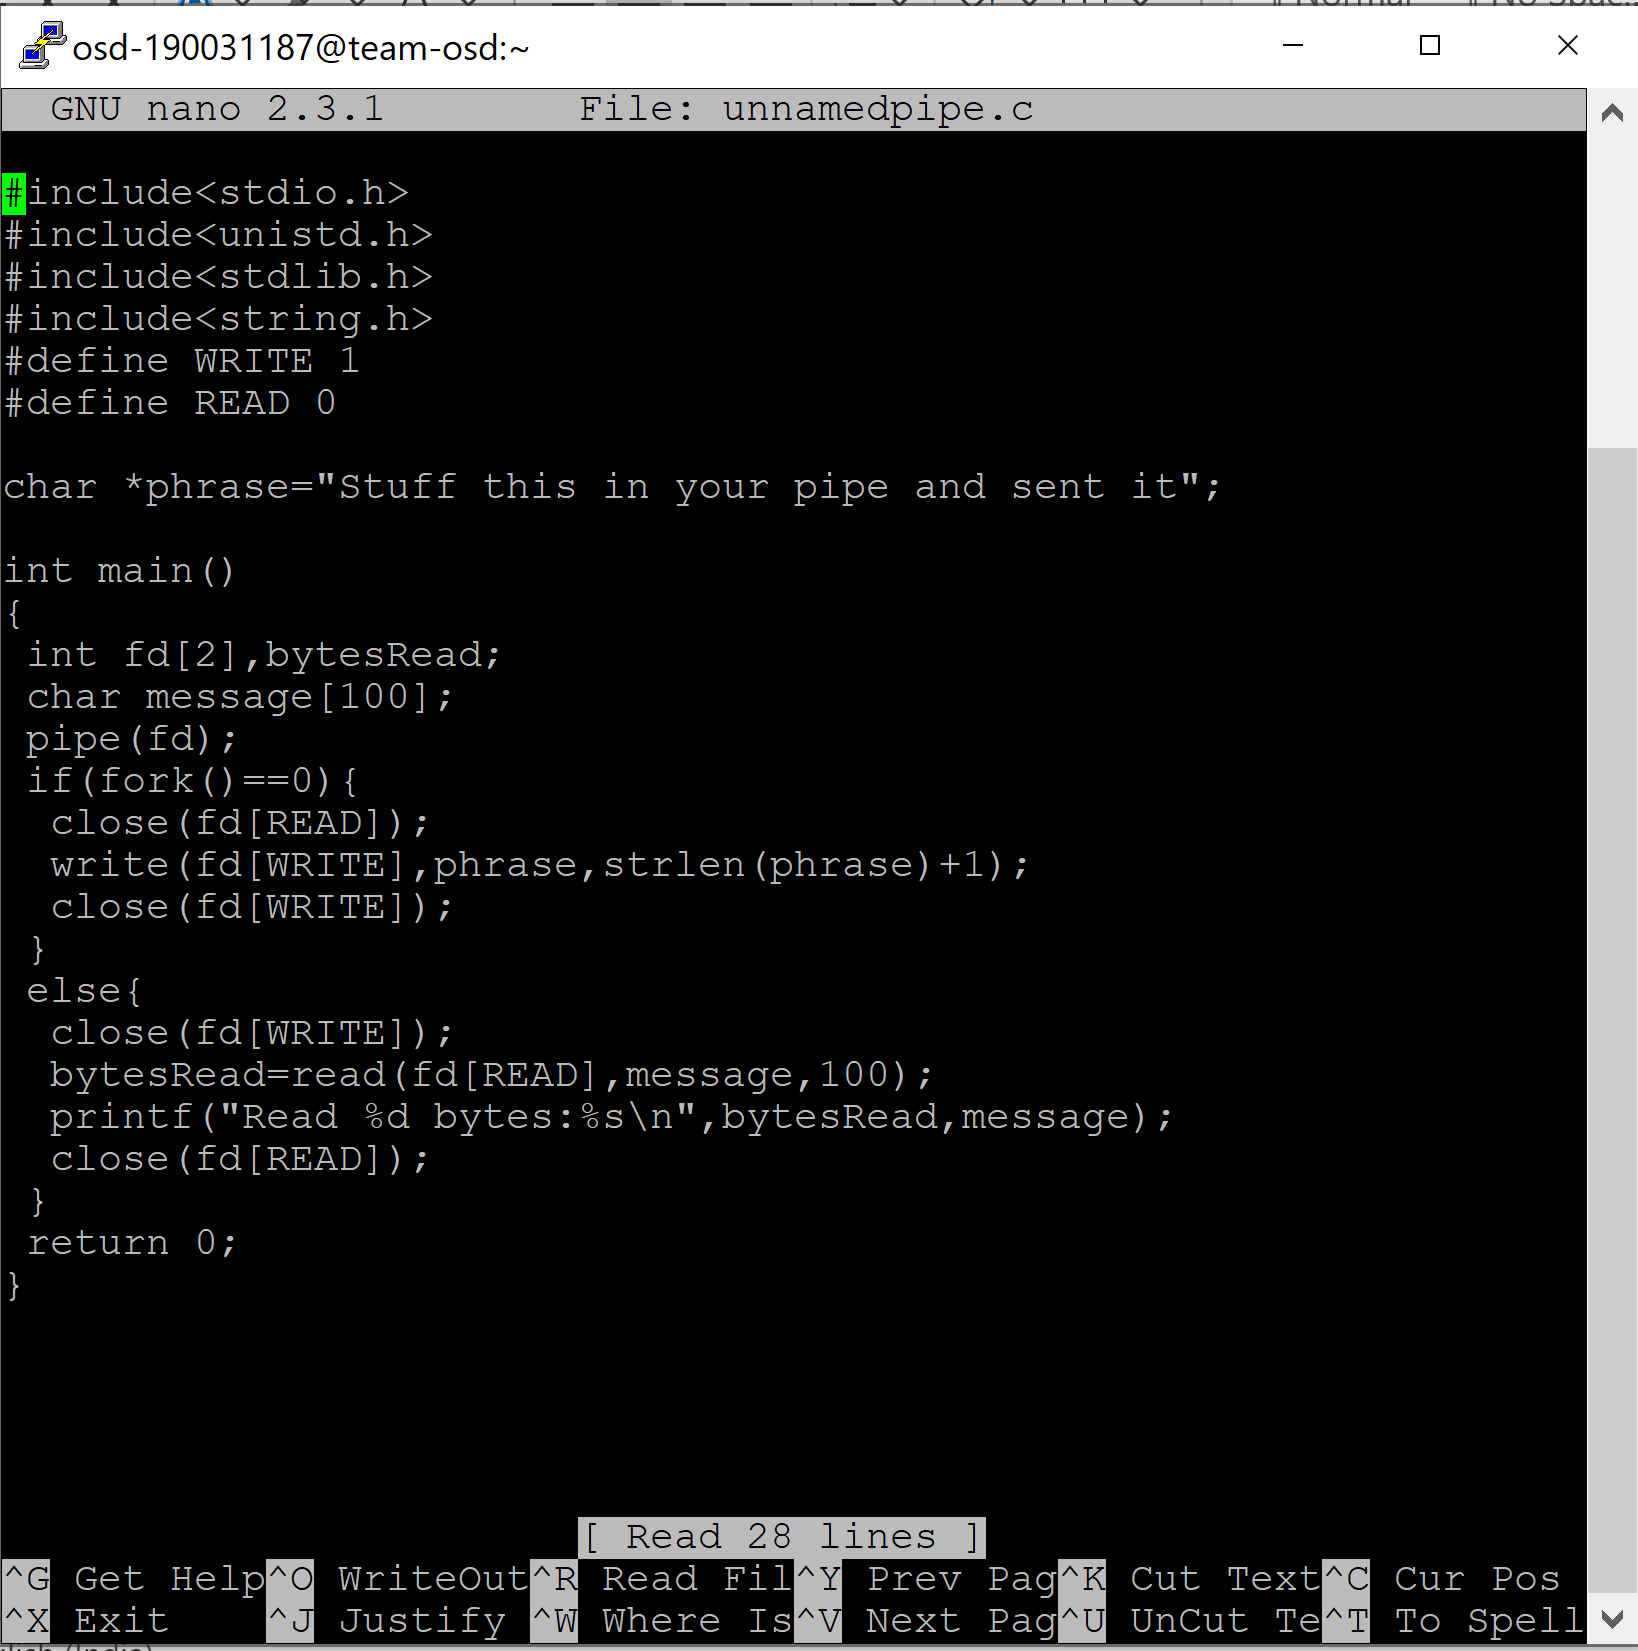 Normal
osd-190031187@team-osd:~
GNU nano 2.3.1 File: unnamedpipe.c
#include<stdio.h>
#include<unistd.h>
#include<stdlib.h>
#include<string.h>
#define WRITE 1
#define READ 0
char *phrase="Stuff this in your pipe and sent it";
int main()
{
int fd[2],bytesRead;
char message[100];
pipe(fd);
if(fork()==0){
close(fd[READ]);
write(fd[WRITE],phrase,strlen(phrase)+1);
close(fd[WRITE]);
}
else{
close(fd[WRITE]);
bytesRead=read(fd[READ],message,100);
printf("Read %d bytes:%s\n",bytesRead,message);
close(fd[READ]);
}
return 0;
}
[ Read 28 lines ]
^G Get Help^O WriteOut^R Read Fil^Y Prev Pag^K Cut Text^C Cur Pos
^X Exit ^J Justify ^W Where Is^V Next Pag^U UnCut Te^T To Spell